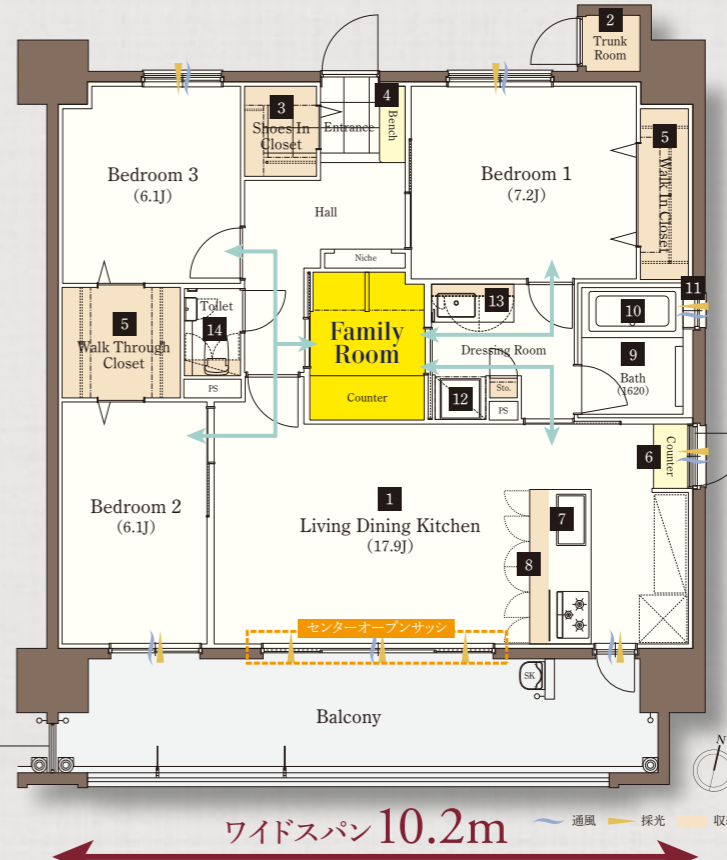 2
Trunk
Room
3
Shoes In
Closet
Entrance
4
Bench
Bedroom 3
(6.1J)
Bedroom 1
(7.2J)
5
Walk In Closet
Hall
Niche
5
Walk Through
Closet
Toilet
14
PS
Family
Room
Counter
13
Dressing Room
Sto.
12
PS
11
10
9
Bath
(1620)
6
Counter
Bedroom 2
(6.1J)
1
Living Dining Kitchen
(17.9J)
7
8
センターオープンサッシ
SK
Balcony
N
ワイドスパン10.2m
通風 採光 収